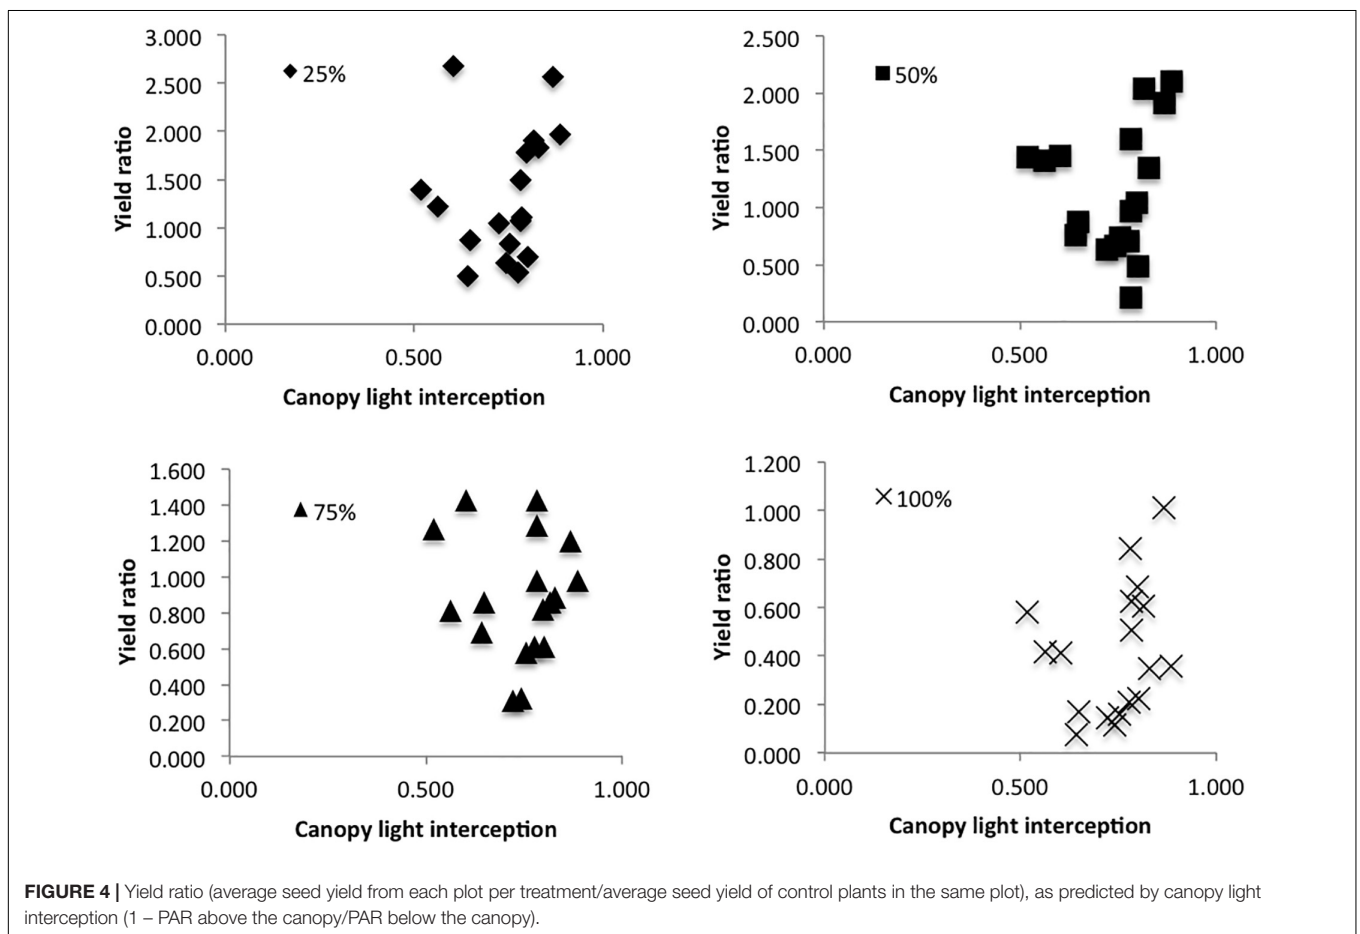 3.000
2.500
2.000
1.500
1.000
0.500
0.000
Yield ratio
25%
0.000 0.500 1.000
Canopy light interception
2.500
2.000
1.500
1.000
0.500
0.000
Yield ratio
50%
0.000 0.500 1.000
Canopy light interception
1.600
1.400
1.200
1.000
0.800
0.600
0.400
0.200
0.000
Yield ratio
75%
0.000 0.500 1.000
Canopy light interception
1.200
1.000
0.800
0.600
0.400
0.200
0.000
Yield ratio
100%
0.000 0.500 1.000
Canopy light interception
FIGURE 4 | Yield ratio (average seed yield from each plot per treatment/average seed yield of control plants in the same plot), as predicted by canopy light
interception (1 – PAR above the canopy/PAR below the canopy).